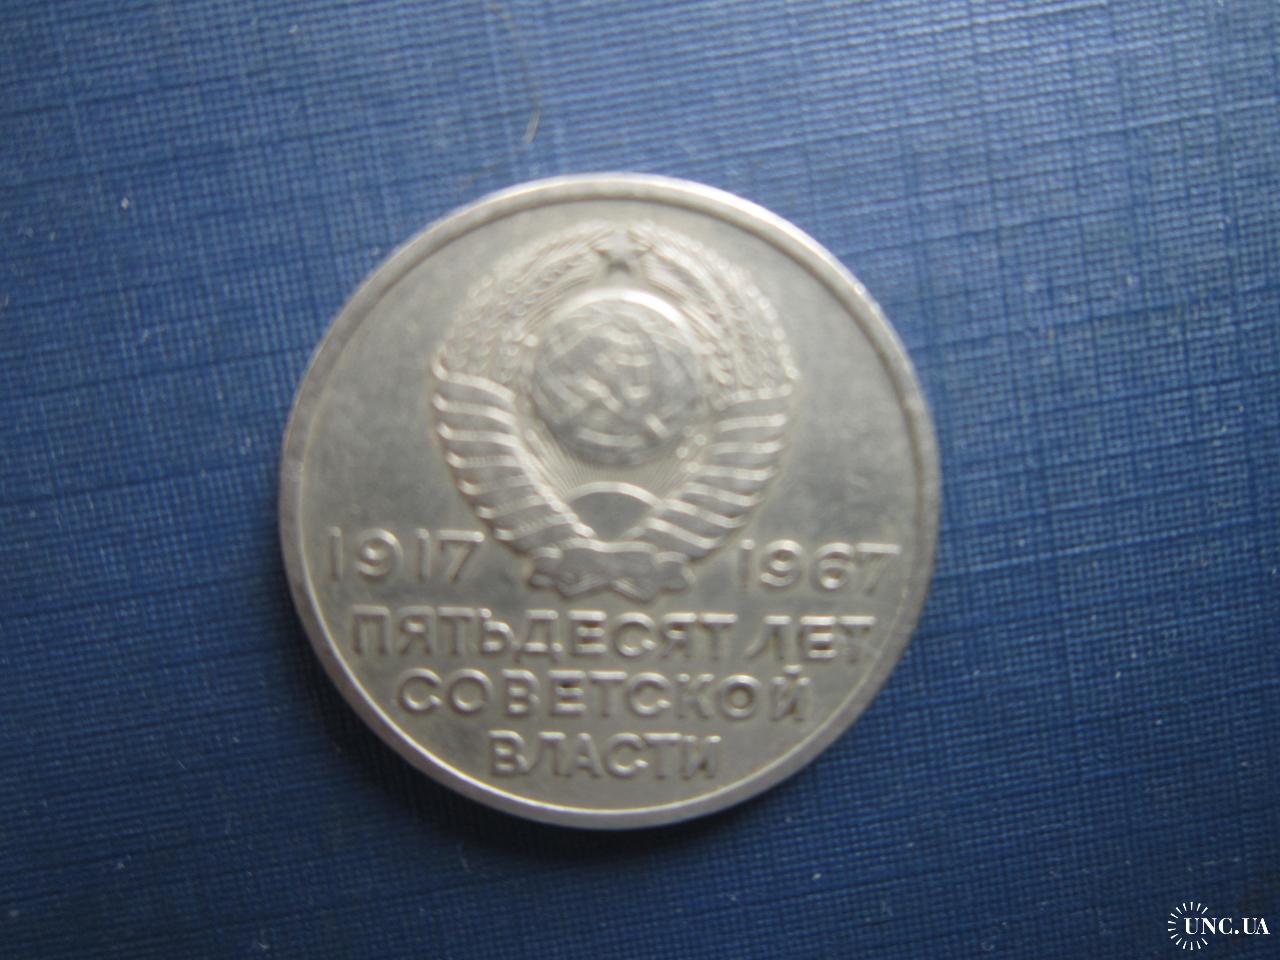 1917 1967
ПЯТЬДЕСЯТ ЛЕТ
СОВЕТСКОЙ
ВЛАСТИ
UNC.UA